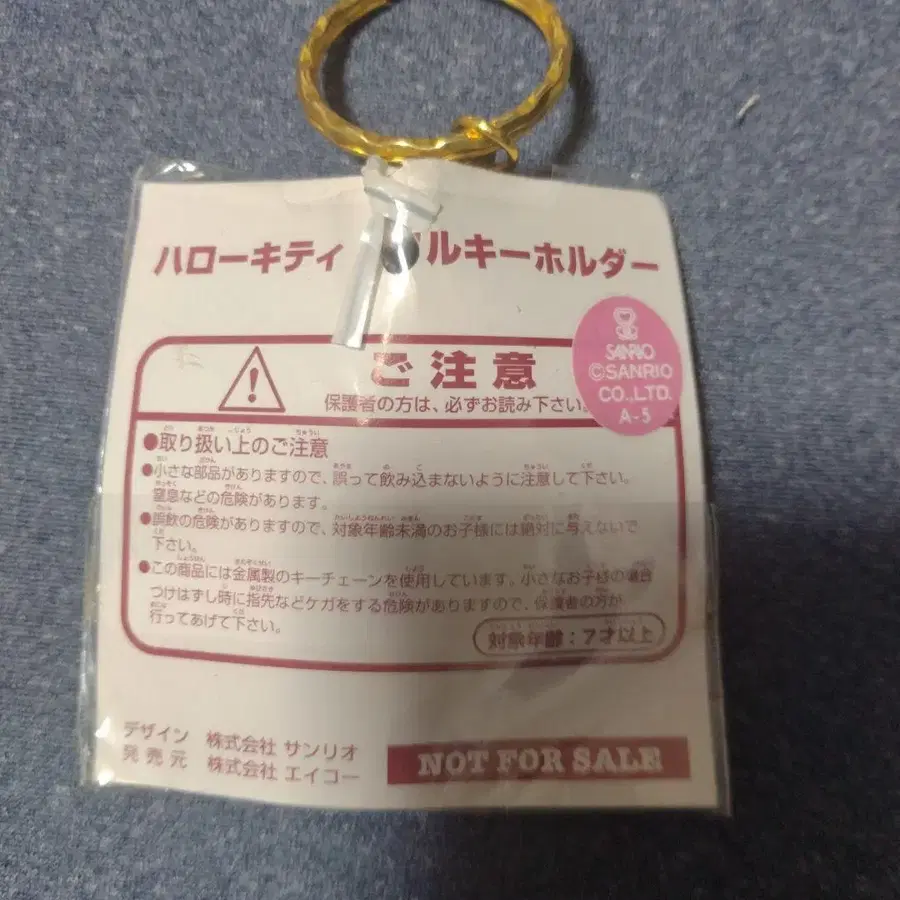 ハローキティ ルキーホルダー
SANRIO
©SANRIO
CO.,LTD.
A-5
ご注意
保護者の方は、必ずお読み下さい。
●取り扱い上のご注意
●小さな部品がありますので、誤って飲み込まないように注意して下さい。
窒息などの危険があります。
●誤飲の危険がありますので、対象年齢未満のお子様には絶対に与えないで
下さい。
●この商品には金属製のキーチェーンを使用しています。小さなお子様の場合
つけはずし時に指先などケガをする危険がありますので、保護者の方が
行ってあげて下さい。
対象年齢:7才以上
デザイン 株式会社 サンリオ
発売元 株式会社 エイコー
NOT FOR SALE